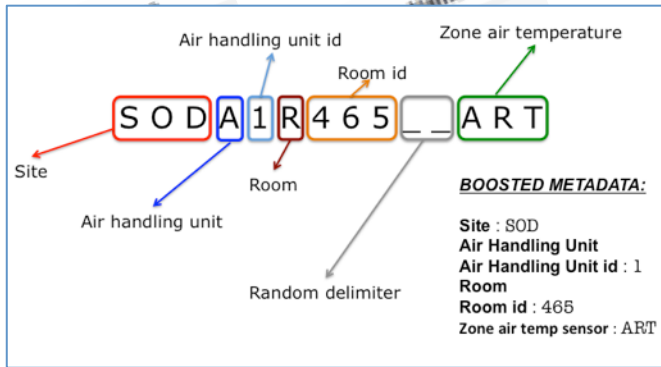 Air handling unit id
Zone air temperature
Room id
S O D A 1 R 4 6 5 _ _ A R T
Site
Room
Air handling unit
Random delimiter
BOOSTED METADATA:
Site : SOD
Air Handling Unit
Air Handling Unit id : 1
Room
Room id : 465
Zone air temp sensor : ART